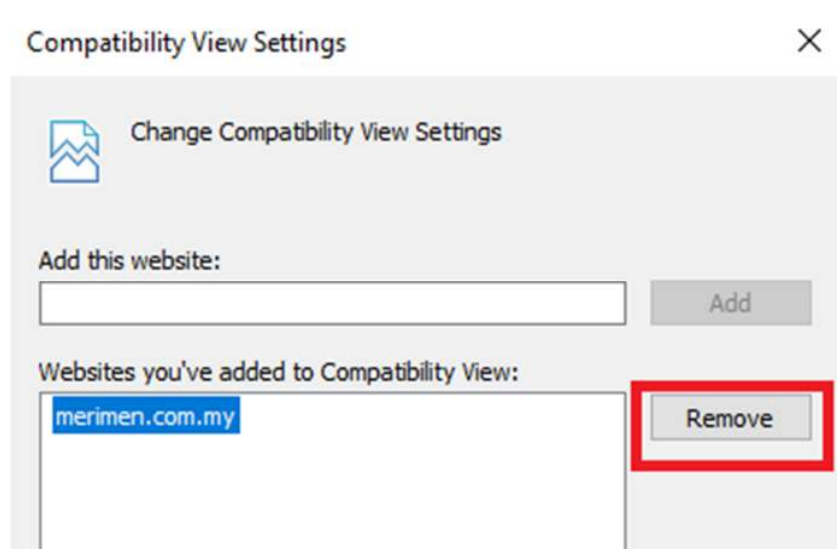 Compatibility View Settings
Change Compatibility View Settings
Add this website:
Add
Websites you've added to Compatibility View:
merimen.com.my
Remove